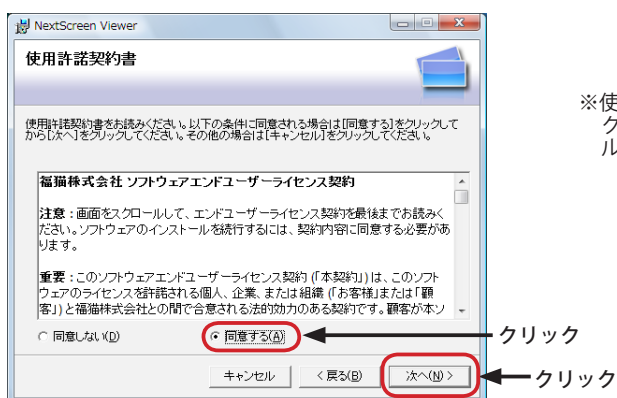 NextScreen Viewer
使用許諾契約書
使用許諾契約書をお読みください。以下の条件に同意される場合は[同意する]をクリックして
から[次へ]をクリックしてください。その他の場合は[キャンセル]をクリックしてください。
福猫株式会社 ソフトウェアエンドユーザーライセンス契約
注意：画面をスクロールして、エンドユーザーライセンス契約を最後までお読みく
ださい。ソフトウェアのインストールを続行するには、契約内容に同意する必要があ
ります。
重要：このソフトウェアエンドユーザーライセンス契約 (「本契約」) は、このソフト
ウェアのライセンスを許諾される個人、企業、または組織 (「お客様」または「顧
客」) と福猫株式会社との間で合意される法的効力のある契約です。顧客が本ソ
同意しない(D)
同意する(A)
クリック
キャンセル
< 戻る(B)
次へ(N) >
クリック
※使
ク
ル